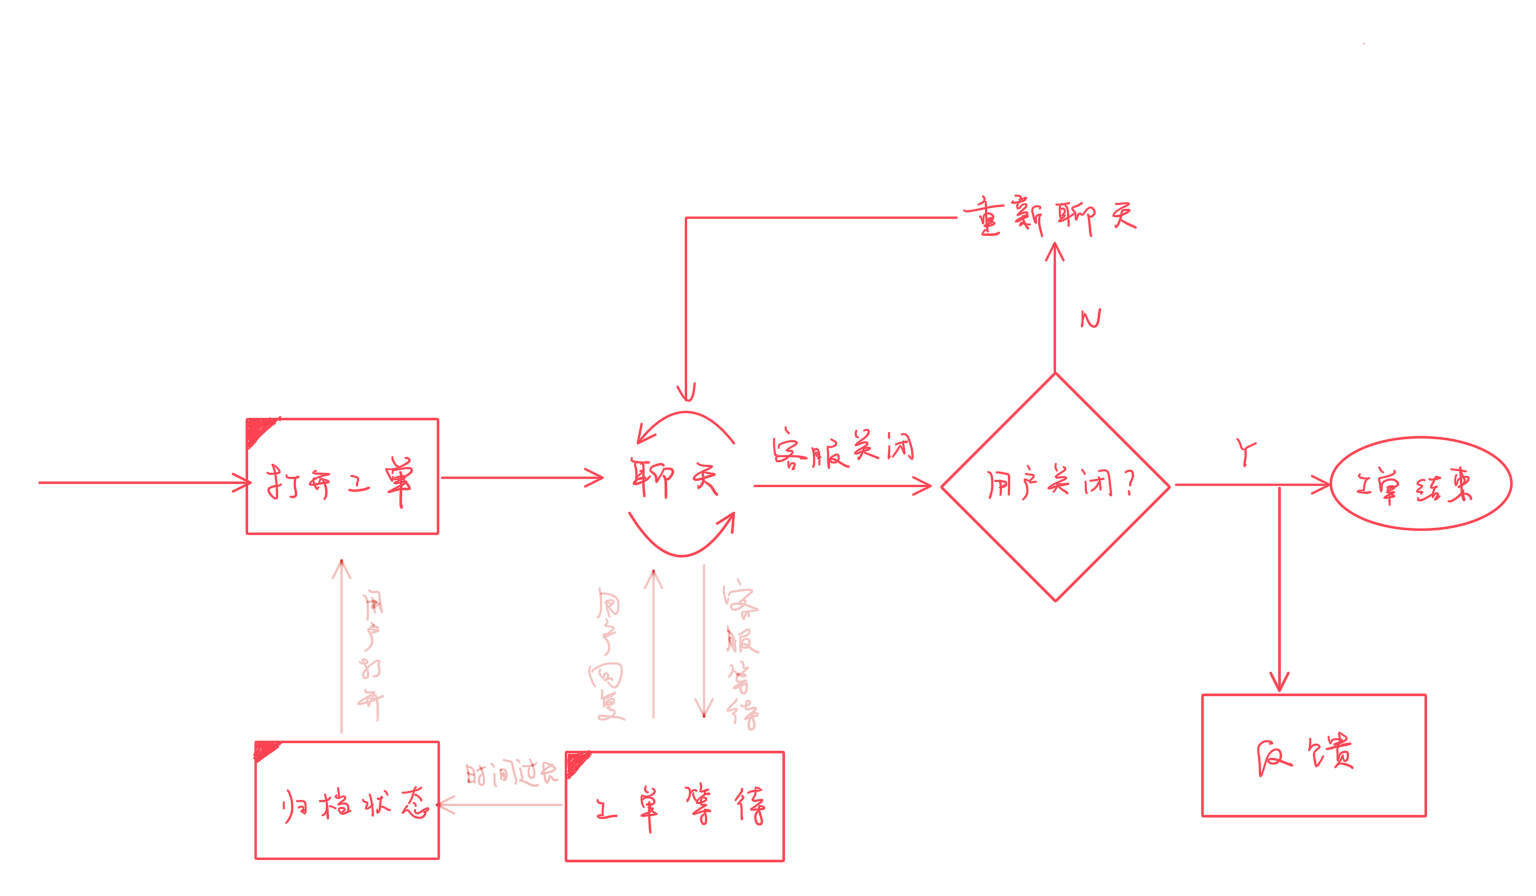 重新聊天
N
客服关闭
Y
打开工单
聊天
用户关闭?
工单结束
用户打开
用户回复
客服等待
反馈
时间过长
归档状态
工单等待